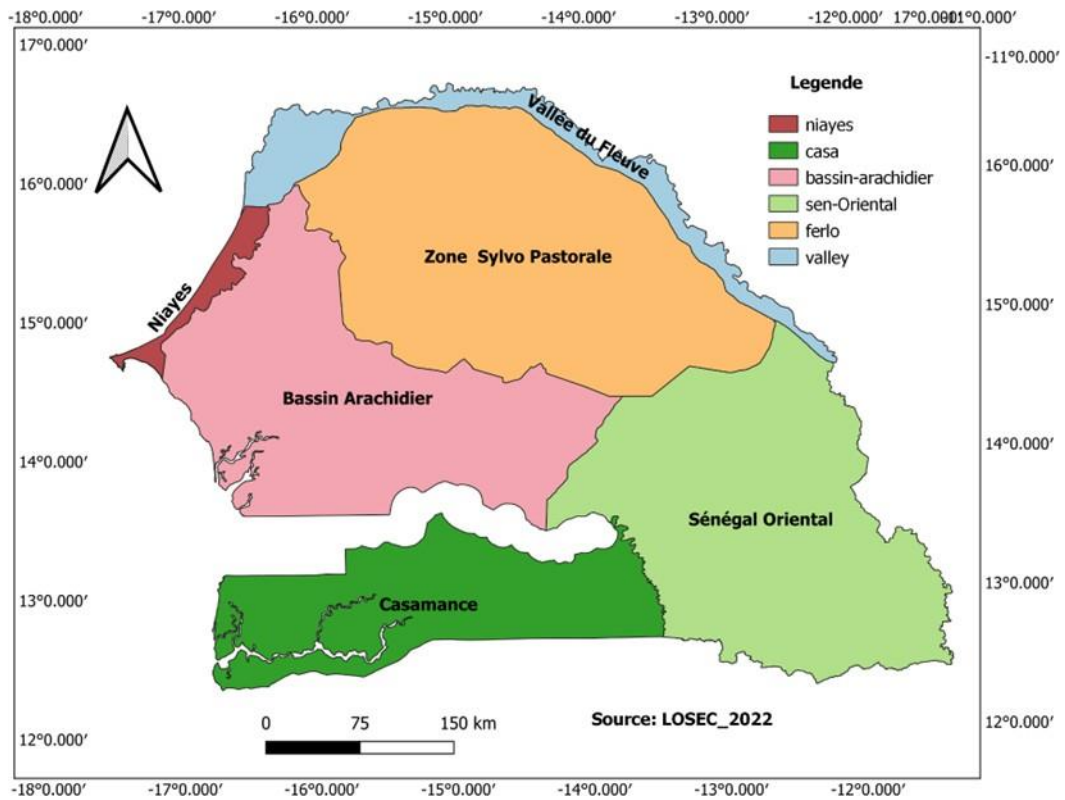 -18°0.000′ -17°0.000′ -16°0.000′ -15°0.000′ -14°0.000′ -13°0.000′ -12°0.000′ 17°0.000′ -11°0.000′
17°0.000′
-11°0.000′
Legende
niayes
casa
bassin-arachidier
sen-Oriental
ferlo
valley
Vallée du Fleuve
16°0.000′
16°0.000′
Zone Sylvo Pastorale
Niayes
15°0.000′
15°0.000′
Bassin Arachidier
14°0.000′
14°0.000′
Sénégal Oriental
13°0.000′
13°0.000′
Casamance
0 75 150 km
Source: LOSEC_2022
12°0.000′
12°0.000′
-18°0.000′ -17°0.000′ -16°0.000′ -15°0.000′ -14°0.000′ -13°0.000′ -12°0.000′